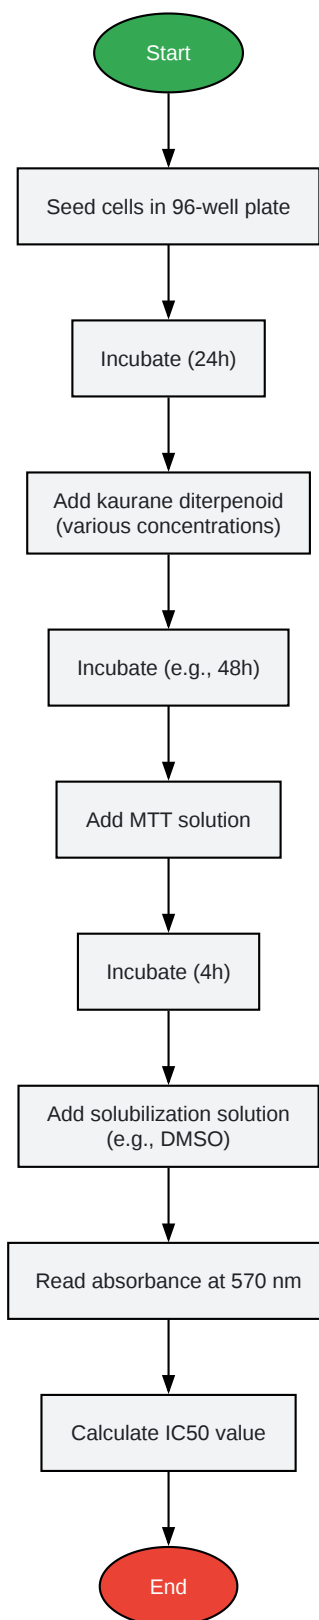 Start
Seed cells in 96-well plate
Incubate (24h)
Add kaurane diterpenoid
(various concentrations)
Incubate (e.g., 48h)
Add MTT solution
Incubate (4h)
Add solubilization solution
(e.g., DMSO)
Read absorbance at 570 nm
Calculate IC50 value
End